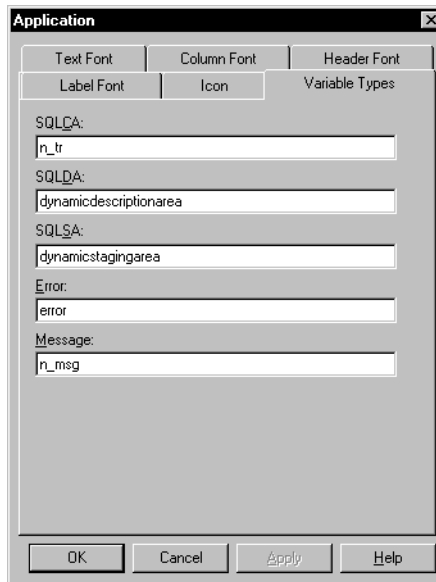 Application
Text Font
Column Font
Header Font
Label Font
Icon
Variable Types
SQLCA:
n_tr
SQLDA:
dynamicdescriptionarea
SQLSA:
dynamicstagingarea
Error:
error
Message:
n_msg
OK
Cancel
Apply
Help